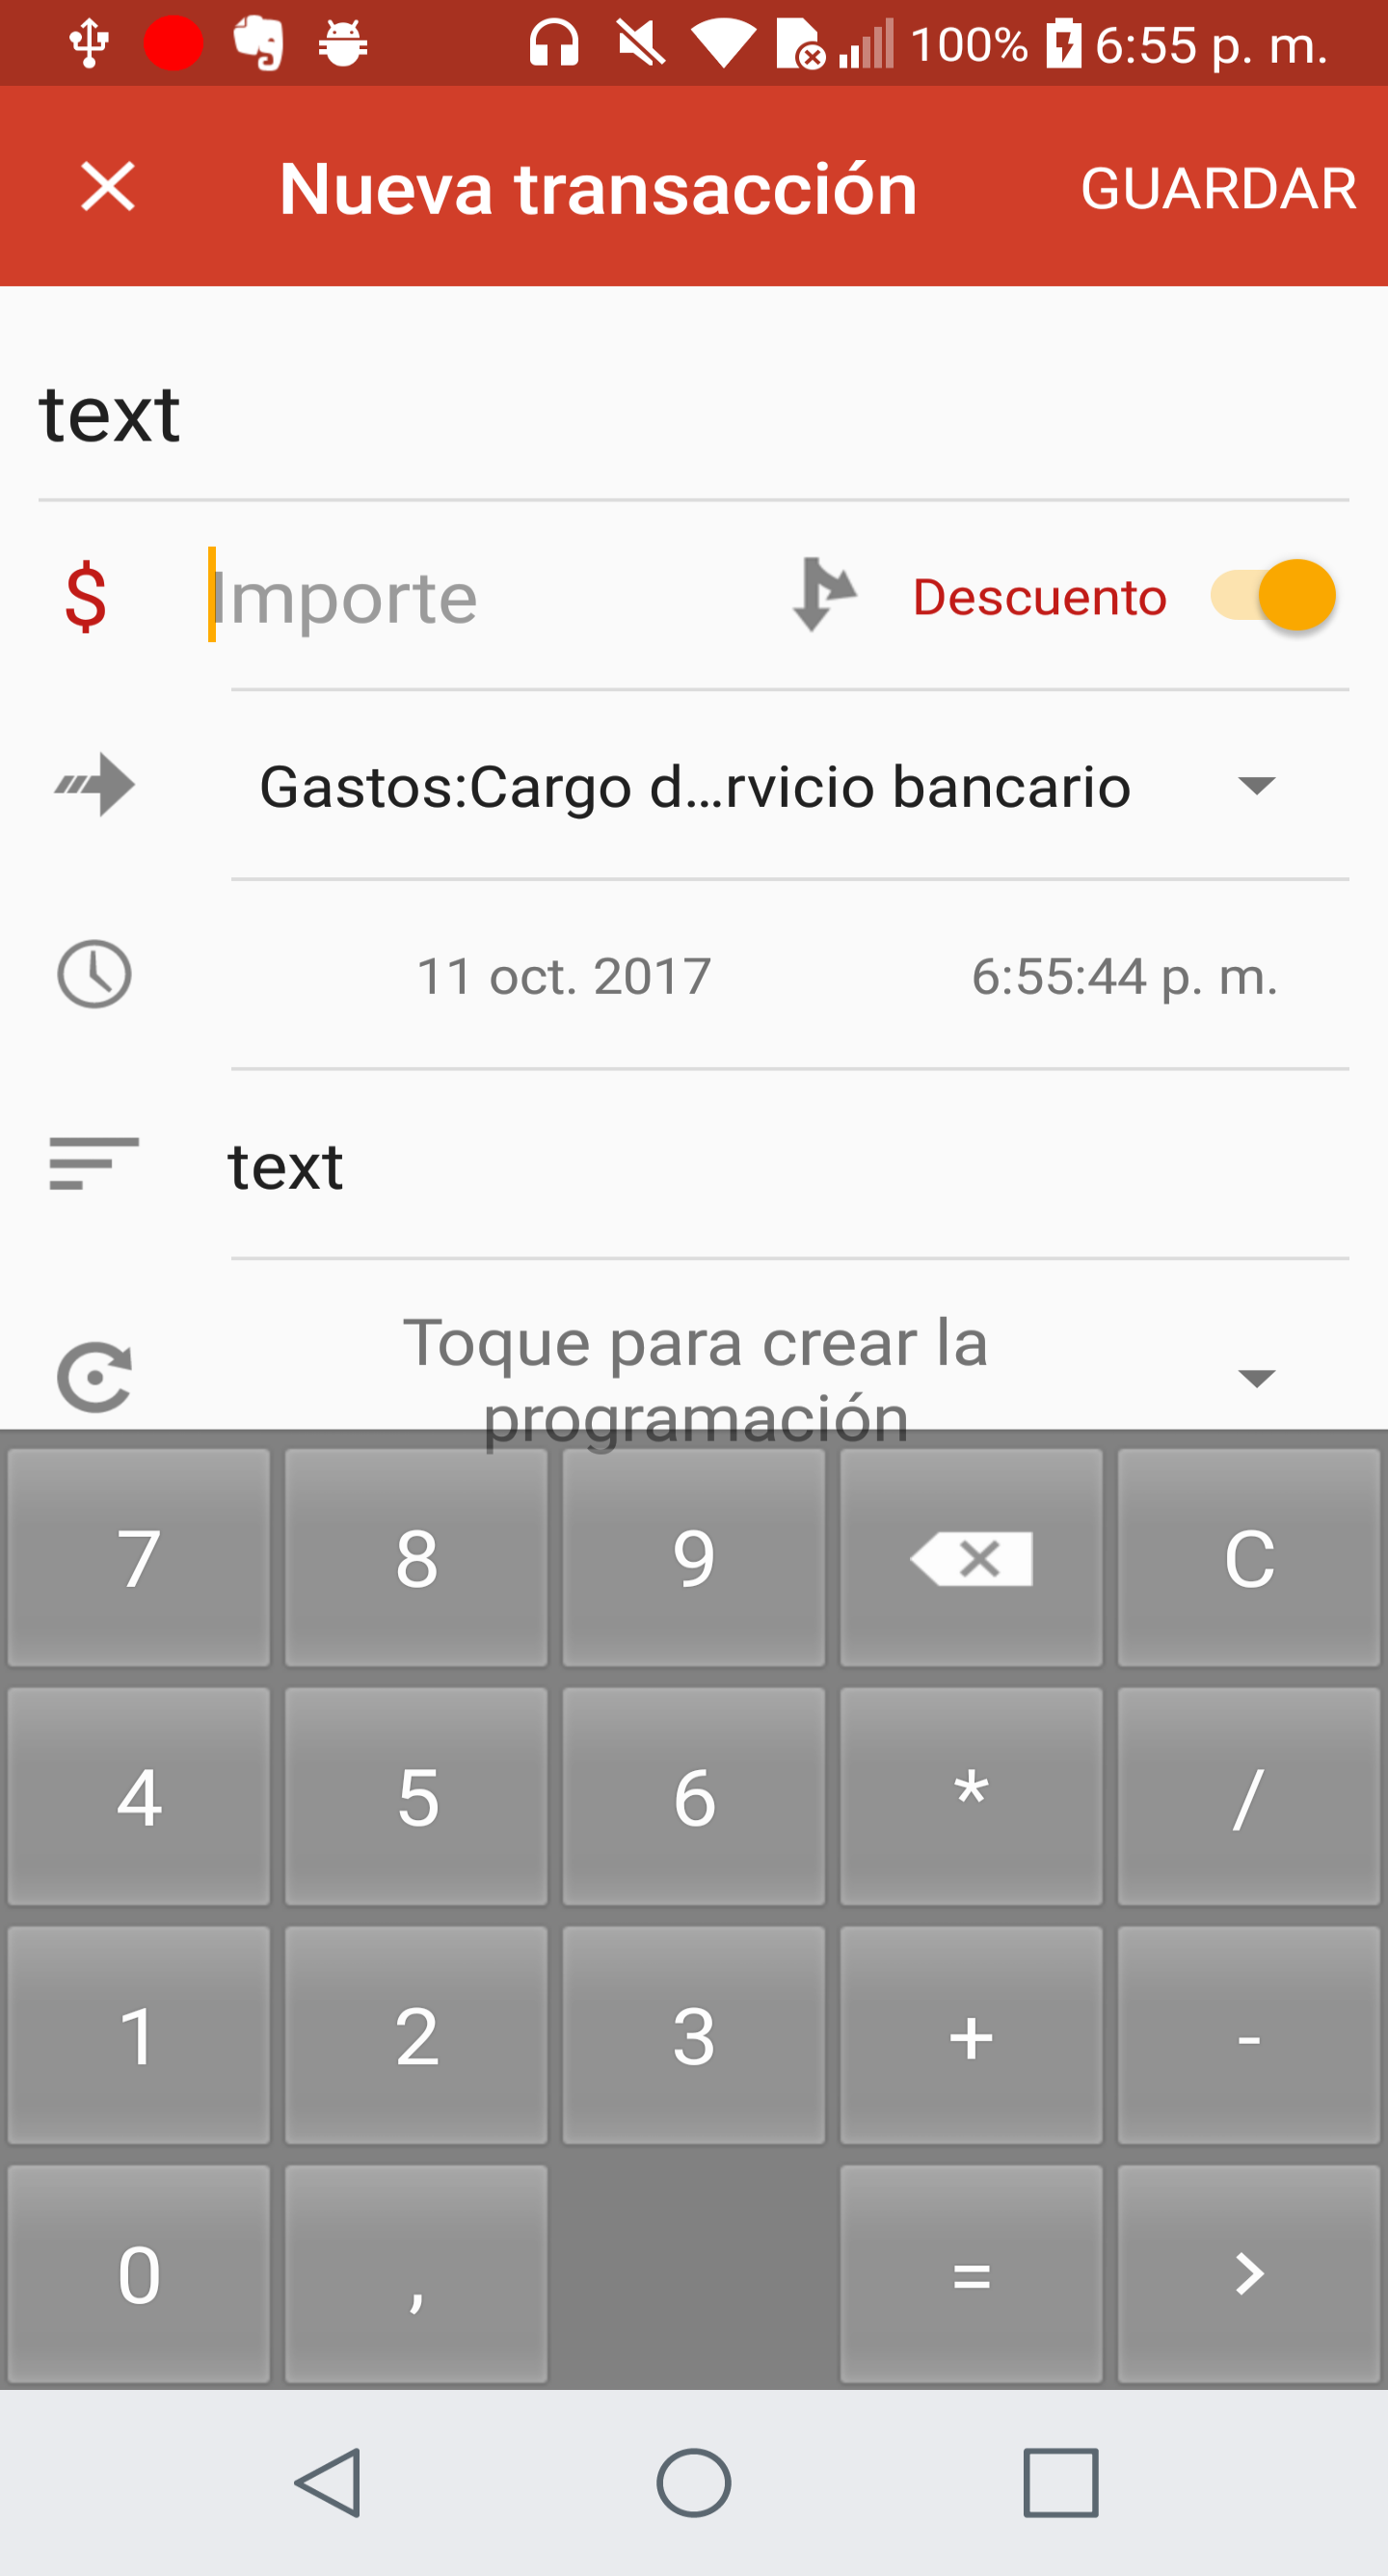 100% 6:55 p. m.
Nueva transacción GUARDAR
text
$ Importe Descuento
Gastos:Cargo d...rvicio bancario
11 oct. 2017 6:55:44 p. m.
text
Toque para crear la
programación
7 8 9 C
4 5 6 * /
1 2 3 + -
0 , = >